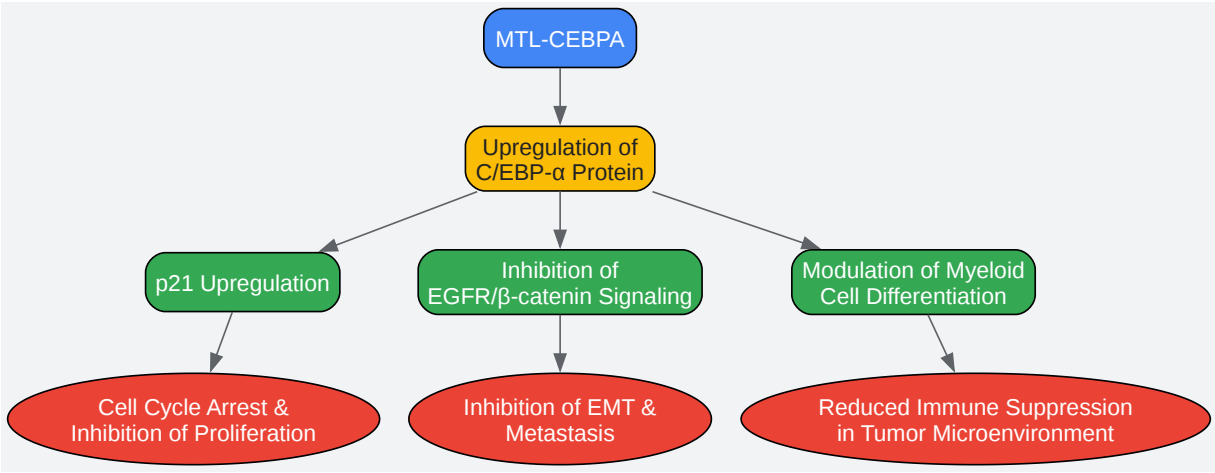 MTL-CEBPA
Upregulation of
C/EBP-α Protein
p21 Upregulation
Inhibition of
EGFR/β-catenin Signaling
Modulation of Myeloid
Cell Differentiation
Cell Cycle Arrest &
Inhibition of Proliferation
Inhibition of EMT &
Metastasis
Reduced Immune Suppression
in Tumor Microenvironment